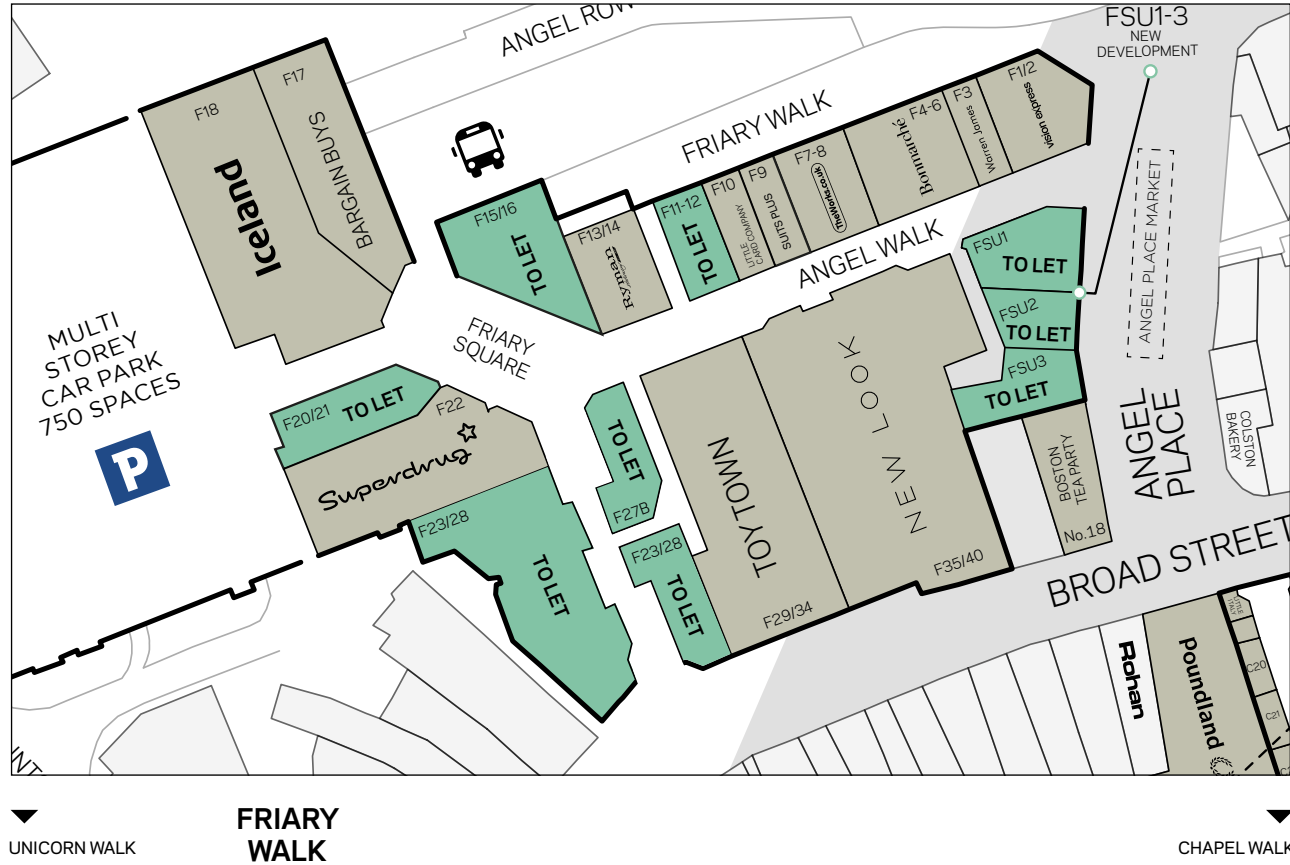 ANGEL ROW
FSU1-3
NEW
DEVELOPMENT
F18
F17
Iceland
BARGAIN BUYS
FRIARY WALK
F15/16
TO LET
F13/14
Ryman
F11-12
TO LET
F10
LITTLE
CARD COMPANY
F9
SUITS PLUS
F7-8
TheWorks.co.uk
F4-6
Bonmarché
F3
Warren James
F1/2
vision express
ANGEL WALK
FSU1
TO LET
FSU2
TO LET
FSU3
TO LET
ANGEL PLACE MARKET
ANGEL
PLACE
COLSTON
BAKERY
MULTI
STOREY
CAR PARK
750 SPACES
P
FRIARY
SQUARE
F20/21
TO LET
F22
Superdrug
F23/28
TO LET
TO LET
F27B
F23/28
TO LET
TOYTOWN
F29/34
NEW LOOK
F35/40
BOSTON
TEA PARTY
No.18
BROAD STREET
Rohan
Poundland
LITTLE
ITALY
C20
C21
UNICORN WALK
FRIARY
WALK
CHAPEL WALK